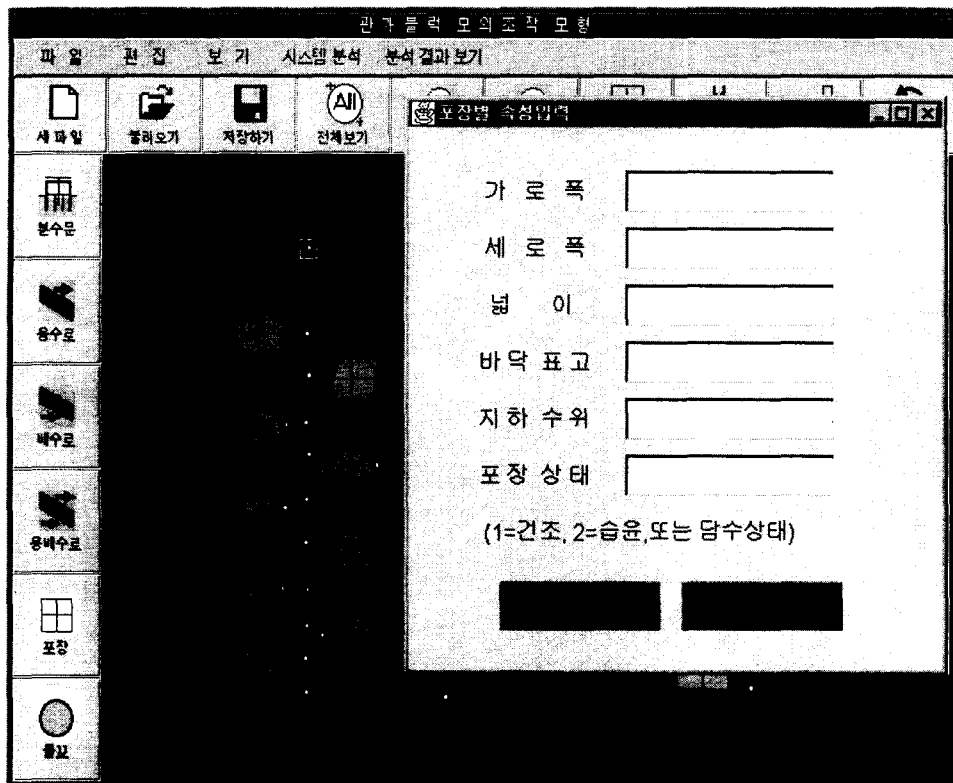 관개블럭 모의조작 모형
파일 편집 보기 시스템 분석 분석 결과 보기
새파일 불러오기 저장하기 전체보기
All
포장별 속성입력
분수문
용수로
배수로
용배수로
포장
물꼬
가 로 폭
세 로 폭
넓 이
바 닥 표 고
지 하 수 위
포 장 상 태
(1=건조, 2=습윤,또는 담수상태)